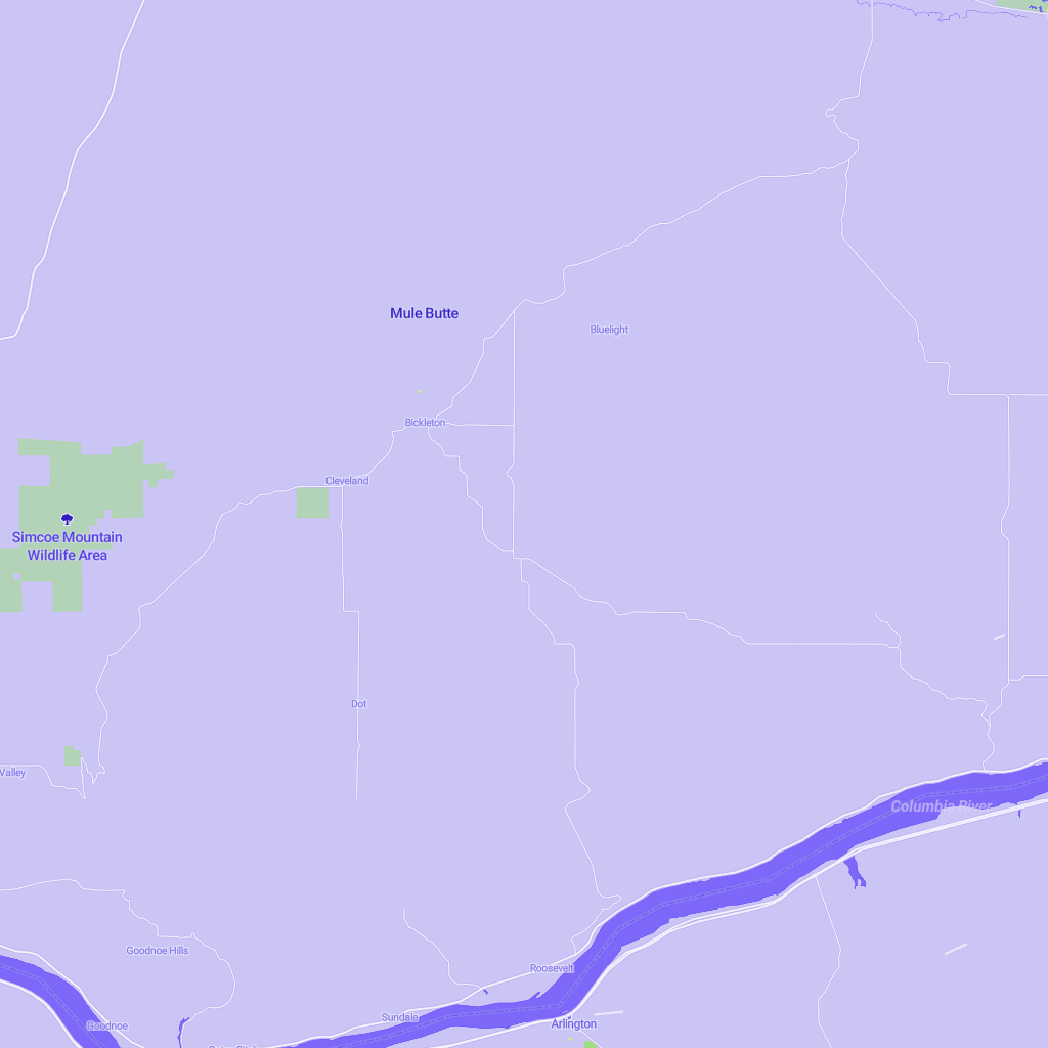 Mule Butte
Bluelight
Bickleton
Cleveland
Simcoe Mountain
Wildlife Area
Dot
Valley
Columbia River
Goodnoe Hills
Roosevelt
Sundale
Arlington
Goodnoe